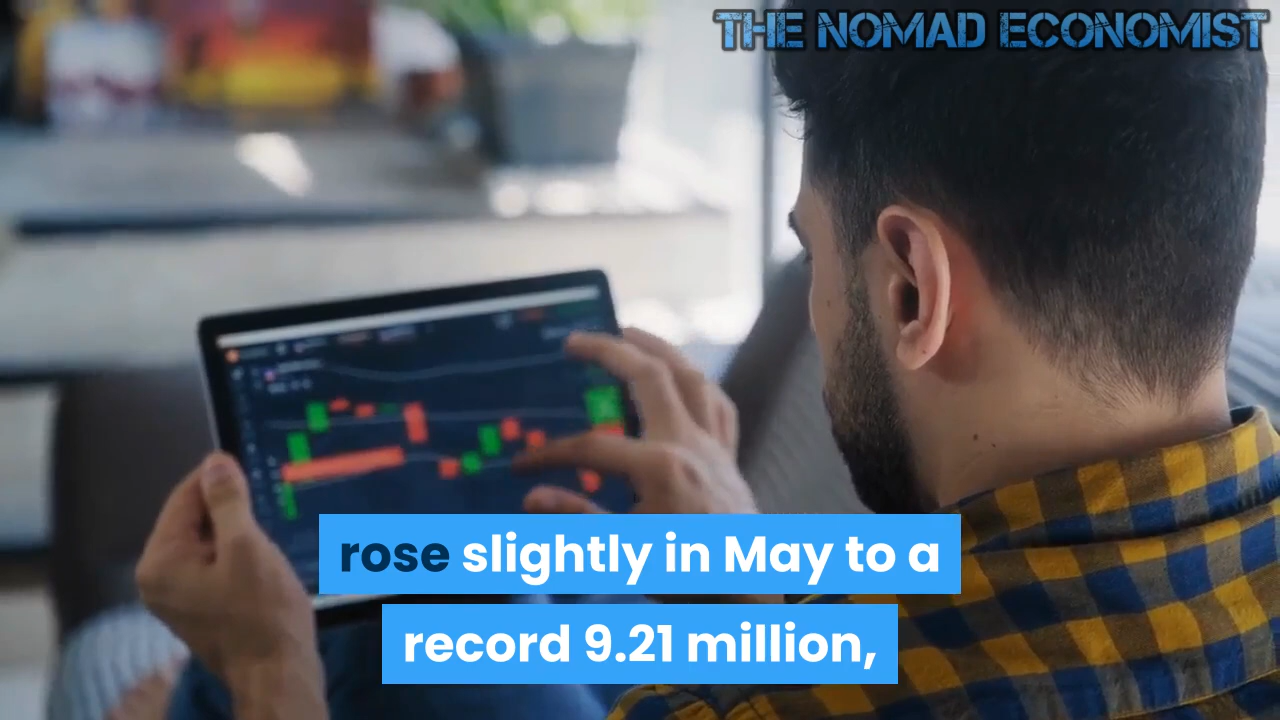 THE NOMAD ECONOMIST
rose slightly in May to a
record 9.21 million,